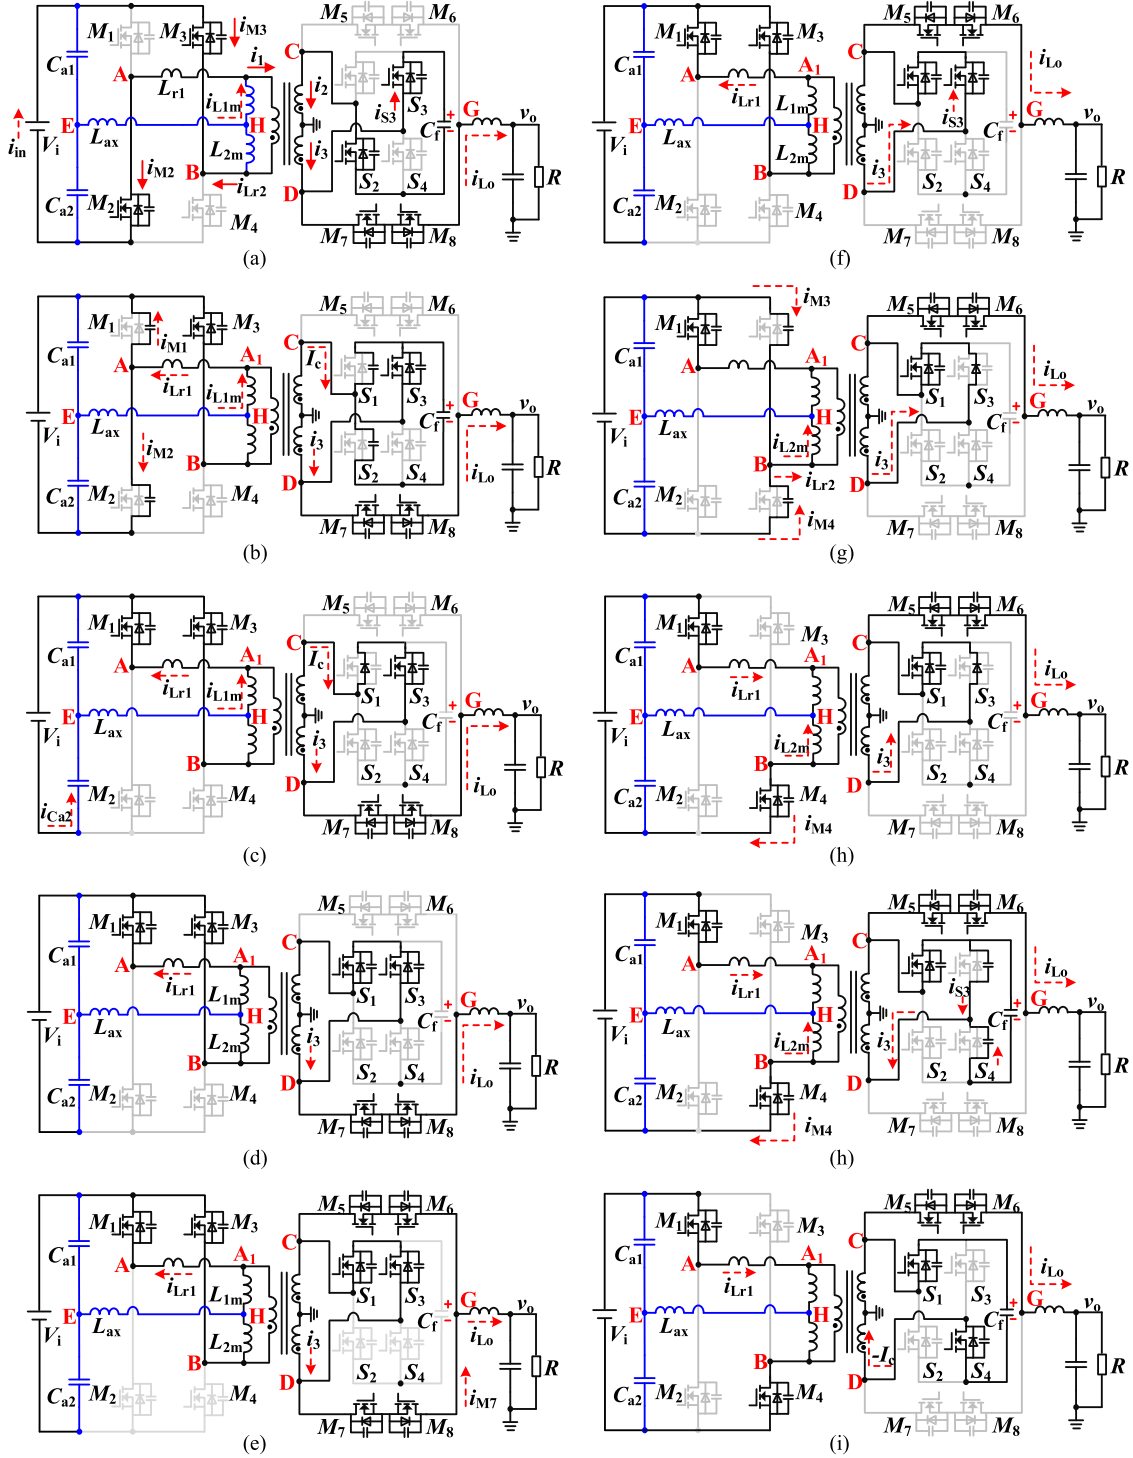 M1 M3 iM3 M5 M6
Ca1 A Lr1 i1 C i2 iS3 S3
iin Vi E Lax iL1m H L2m i3 Cf + - G vo
iM2 B iLr2 S2 S4 iLo R
Ca2 M2 M4 D M7 M8
(a)
M1 M3 M5 M6
Ca1 A iLr1 A1 L1m C iS3 iLo
Vi E Lax H L2m i3 Cf + - G vo
B S2 S4 R
Ca2 M2 M4 D M7 M8
(f)
M1 iM1 M3 M5 M6
Ca1 A iLr1 A1 iL1m C Ic S1 S3
Vi E Lax H Cf + - G vo
iM2 B i3 S2 S4 iLo R
Ca2 M2 M4 D M7 M8
(b)
M1 iM3 M5 M6
Ca1 A A1 C S1 S3 iLo
Vi E Lax H iL2m Cf + - G vo
B iLr2 i3 S2 S4 R
Ca2 M2 iM4 D M7 M8
(g)
M1 M3 M5 M6
Ca1 A iLr1 A1 iL1m C Ic S1 S3
Vi E Lax H Cf + - G vo
B i3 S2 S4 iLo R
iCa2 M2 M4 D M7 M8
(c)
M1 M3 M5 M6
Ca1 A iLr1 A1 C S1 S3 iLo
Vi E Lax H iL2m Cf + - G vo
B i3 S2 S4 R
Ca2 M2 M4 iM4 D M7 M8
(h)
M1 M3 M5 M6
Ca1 A iLr1 A1 L1m C S1 S3
Vi E Lax H L2m Cf + - G vo
B i3 S2 S4 iLo R
Ca2 M2 M4 D M7 M8
(d)
M1 M3 M5 M6
Ca1 A iLr1 A1 C S1 iS3 iLo
Vi E Lax H iL2m Cf + - G vo
B i3 S2 S4 R
Ca2 M2 M4 iM4 D M7 M8
(h)
M1 M3 M5 M6
Ca1 A iLr1 A1 L1m C S1 S3
Vi E Lax H L2m Cf + - G vo iLo
B i3 S2 S4 iM7 R
Ca2 M2 M4 D M7 M8
(e)
M1 M3 M5 M6
Ca1 A iLr1 A1 C S1 S3 iLo
Vi E Lax H Cf + - G vo
B -Ic S2 S4 R
Ca2 M2 M4 D M7 M8
(i)